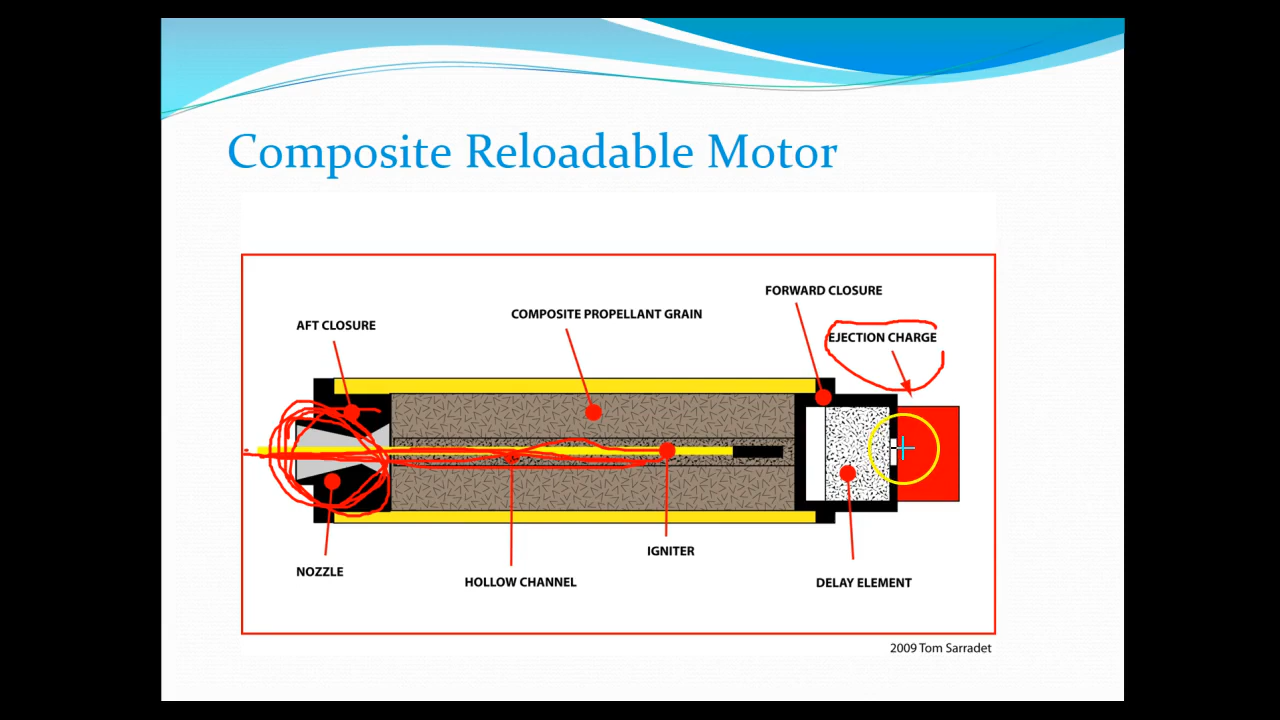 Composite Reloadable Motor
FORWARD CLOSURE
COMPOSITE PROPELLANT GRAIN
AFT CLOSURE
EJECTION CHARGE
IGNITER
NOZZLE
HOLLOW CHANNEL
DELAY ELEMENT
2009 Tom Sarradet